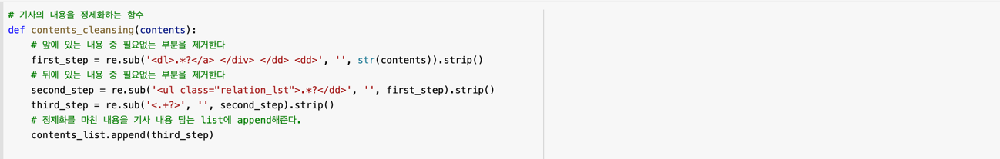 # 기사의 내용을 정제화하는 함수
def contents_cleansing(contents):
    # 앞에 있는 내용 중 필요없는 부분을 제거한다
    first_step = re.sub('<dl>.*?</a> </div> </dd> <dd>', '', str(contents)).strip()
    # 뒤에 있는 내용 중 필요없는 부분을 제거한다
    second_step = re.sub('<ul class="relation_lst">.*?</dd>', '', first_step).strip()
    third_step = re.sub('<.+?>', '', second_step).strip()
    # 정제화를 마친 내용을 기사 내용 담는 list에 append해준다.
    contents_list.append(third_step)